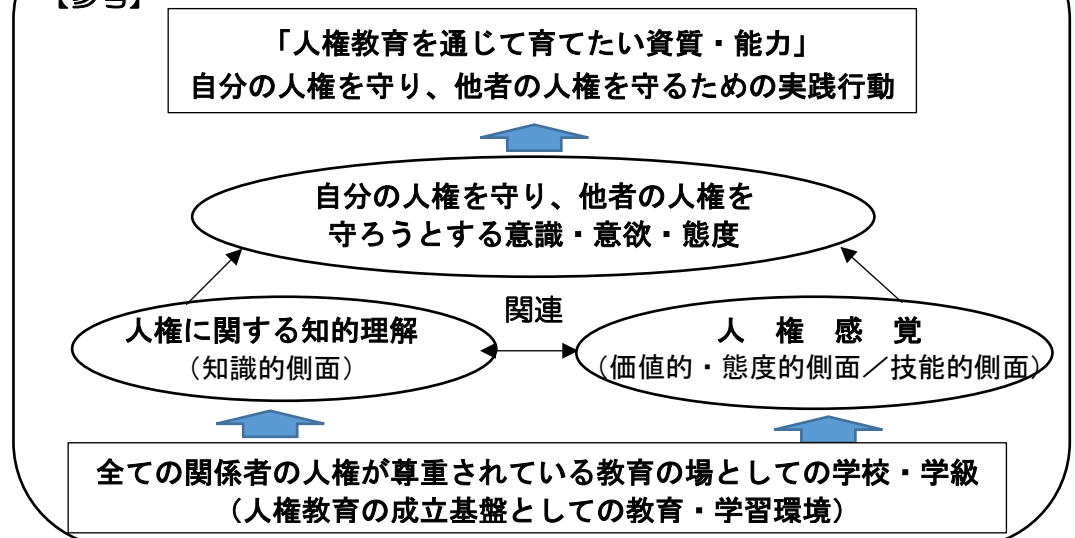 【参考】
「人権教育を通じて育てたい資質・能力」
自分の人権を守り、他者の人権を守るための実践行動
自分の人権を守り、他者の人権を
守ろうとする意識・意欲・態度
関連
人権に関する知的理解
（知識的側面）
人　権　感　覚
（価値的・態度的側面／技能的側面）
全ての関係者の人権が尊重されている教育の場としての学校・学級
（人権教育の成立基盤としての教育・学習環境）